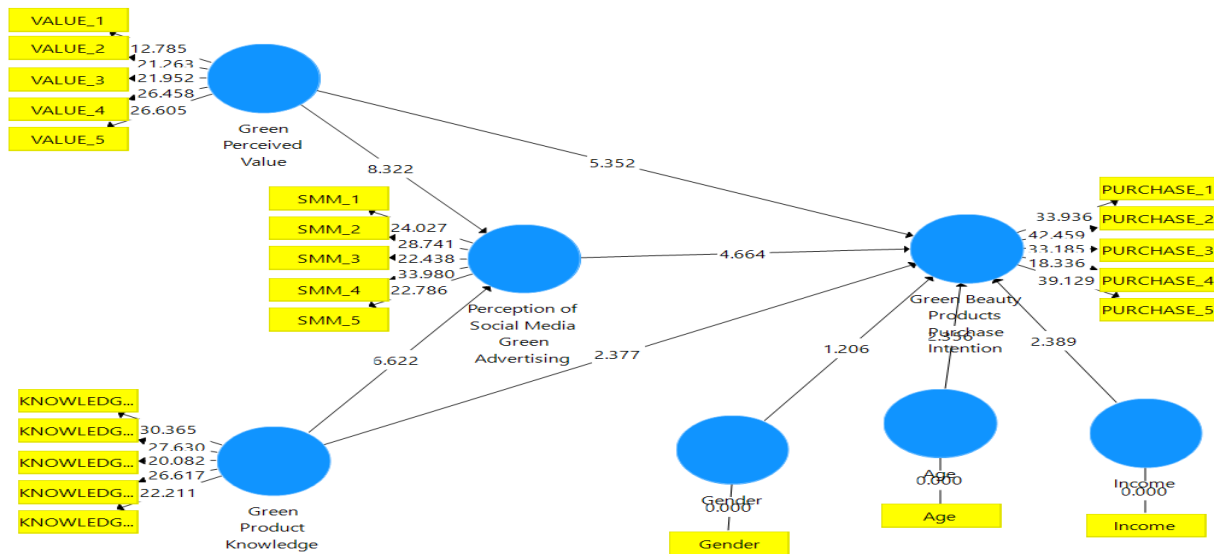 VALUE_1
VALUE_2
VALUE_3
VALUE_4
VALUE_5
12.785
21.263
21.952
26.458
26.605
Green
Perceived
Value
8.322
5.352
SMM_1
SMM_2
SMM_3
SMM_4
SMM_5
24.027
28.741
22.438
33.980
22.786
Perception of
Social Media
Green
Advertising
4.664
PURCHASE_1
PURCHASE_2
PURCHASE_3
PURCHASE_4
PURCHASE_5
33.936
42.459
33.185
18.336
39.129
Green Beauty
Products
Purchase
Intention
6.622
2.377
1.206
2.389
KNOWLEDG...
KNOWLEDG...
KNOWLEDG...
KNOWLEDG...
KNOWLEDG...
30.365
27.630
20.082
26.617
22.211
Green
Product
Knowledge
Gender
0.000
Gender
Age
0.000
Age
Income
0.000
Income